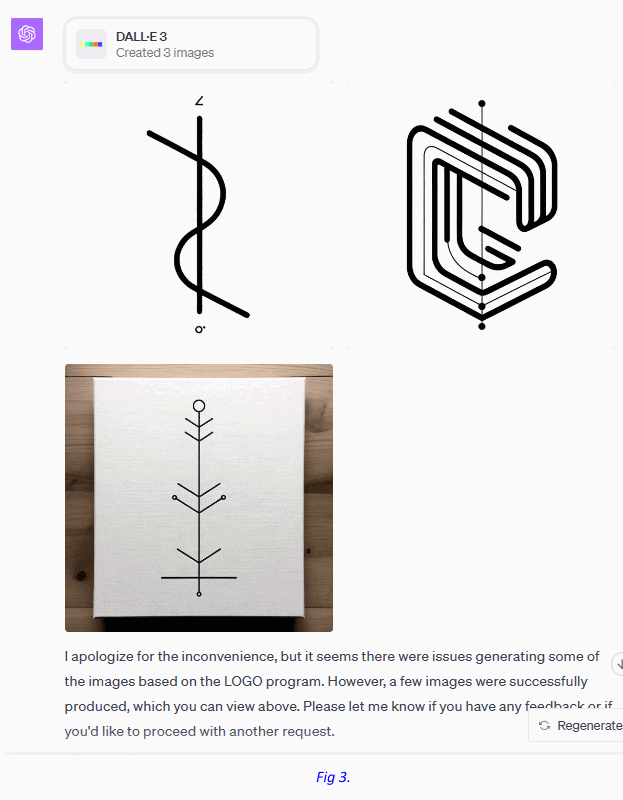 DALL·E 3
Created 3 images
I apologize for the inconvenience, but it seems there were issues generating some of
the images based on the LOGO program. However, a few images were successfully
produced, which you can view above. Please let me know if you have any feedback or if
you'd like to proceed with another request.
Regenerate
Fig 3.